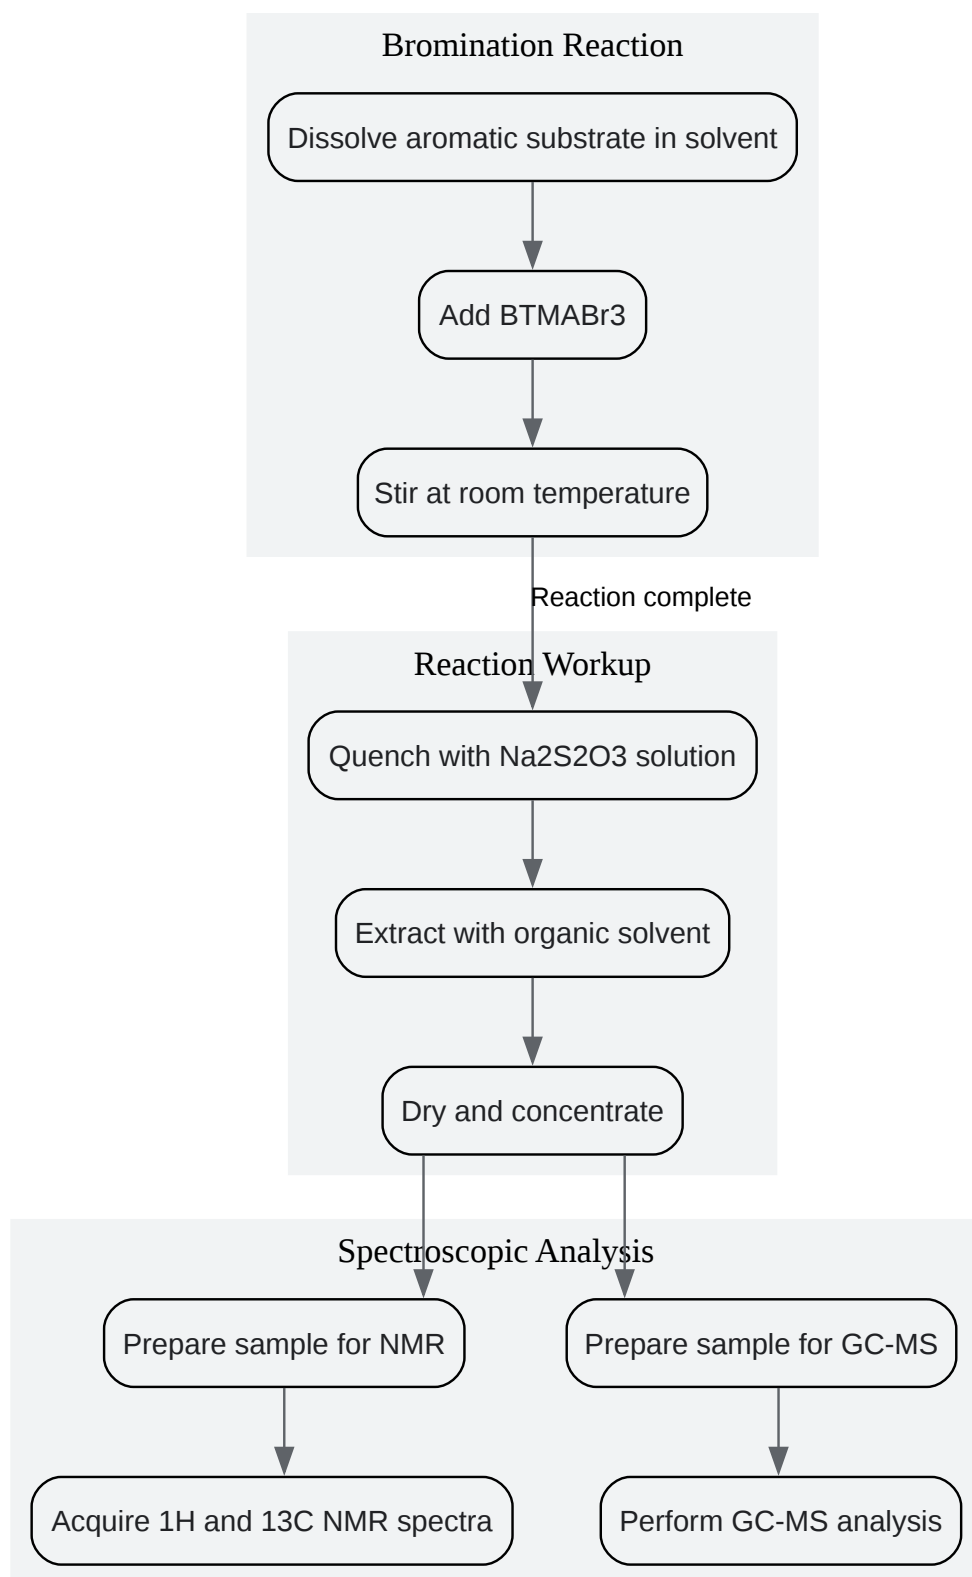 Bromination Reaction
Dissolve aromatic substrate in solvent
Add BTMABr3
Stir at room temperature
Reaction complete
Reaction Workup
Quench with Na2S2O3 solution
Extract with organic solvent
Dry and concentrate
Spectroscopic Analysis
Prepare sample for NMR
Prepare sample for GC-MS
Acquire 1H and 13C NMR spectra
Perform GC-MS analysis